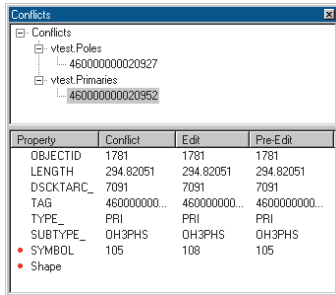 Conflicts
Conflicts
vtest.Poles
460000000020927
vtest.Primaries
460000000020952
Property Conflict Edit Pre-Edit
OBJECTID 1781 1781 1781
LENGTH 294.82051 294.82051 294.82051
DSCKTARC_ 7091 7091 7091
TAG 460000000... 460000000... 460000000...
TYPE_ PRI PRI PRI
SUBTYPE_ OH3PHS OH3PHS OH3PHS
SYMBOL 105 108 105
Shape